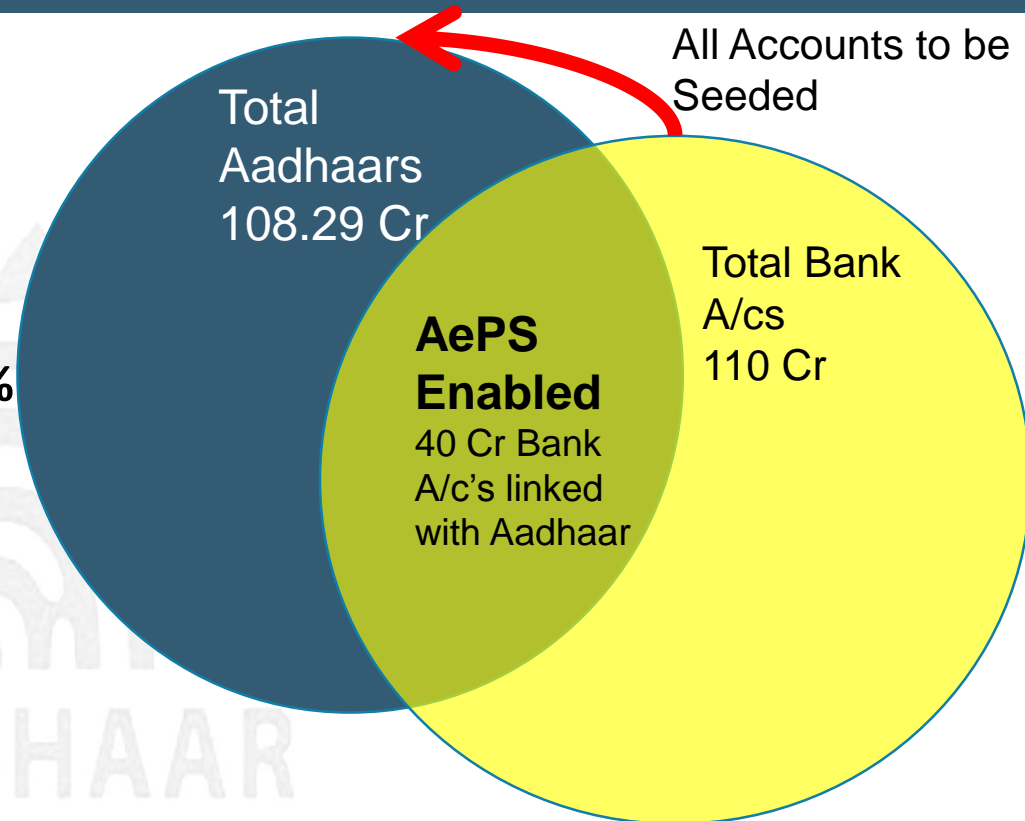 All Accounts to be
Seeded
Total
Aadhaars
108.29 Cr
Total Bank
A/cs
110 Cr
AePS
Enabled
40 Cr Bank
A/c's linked
with Aadhaar
%
HAAR